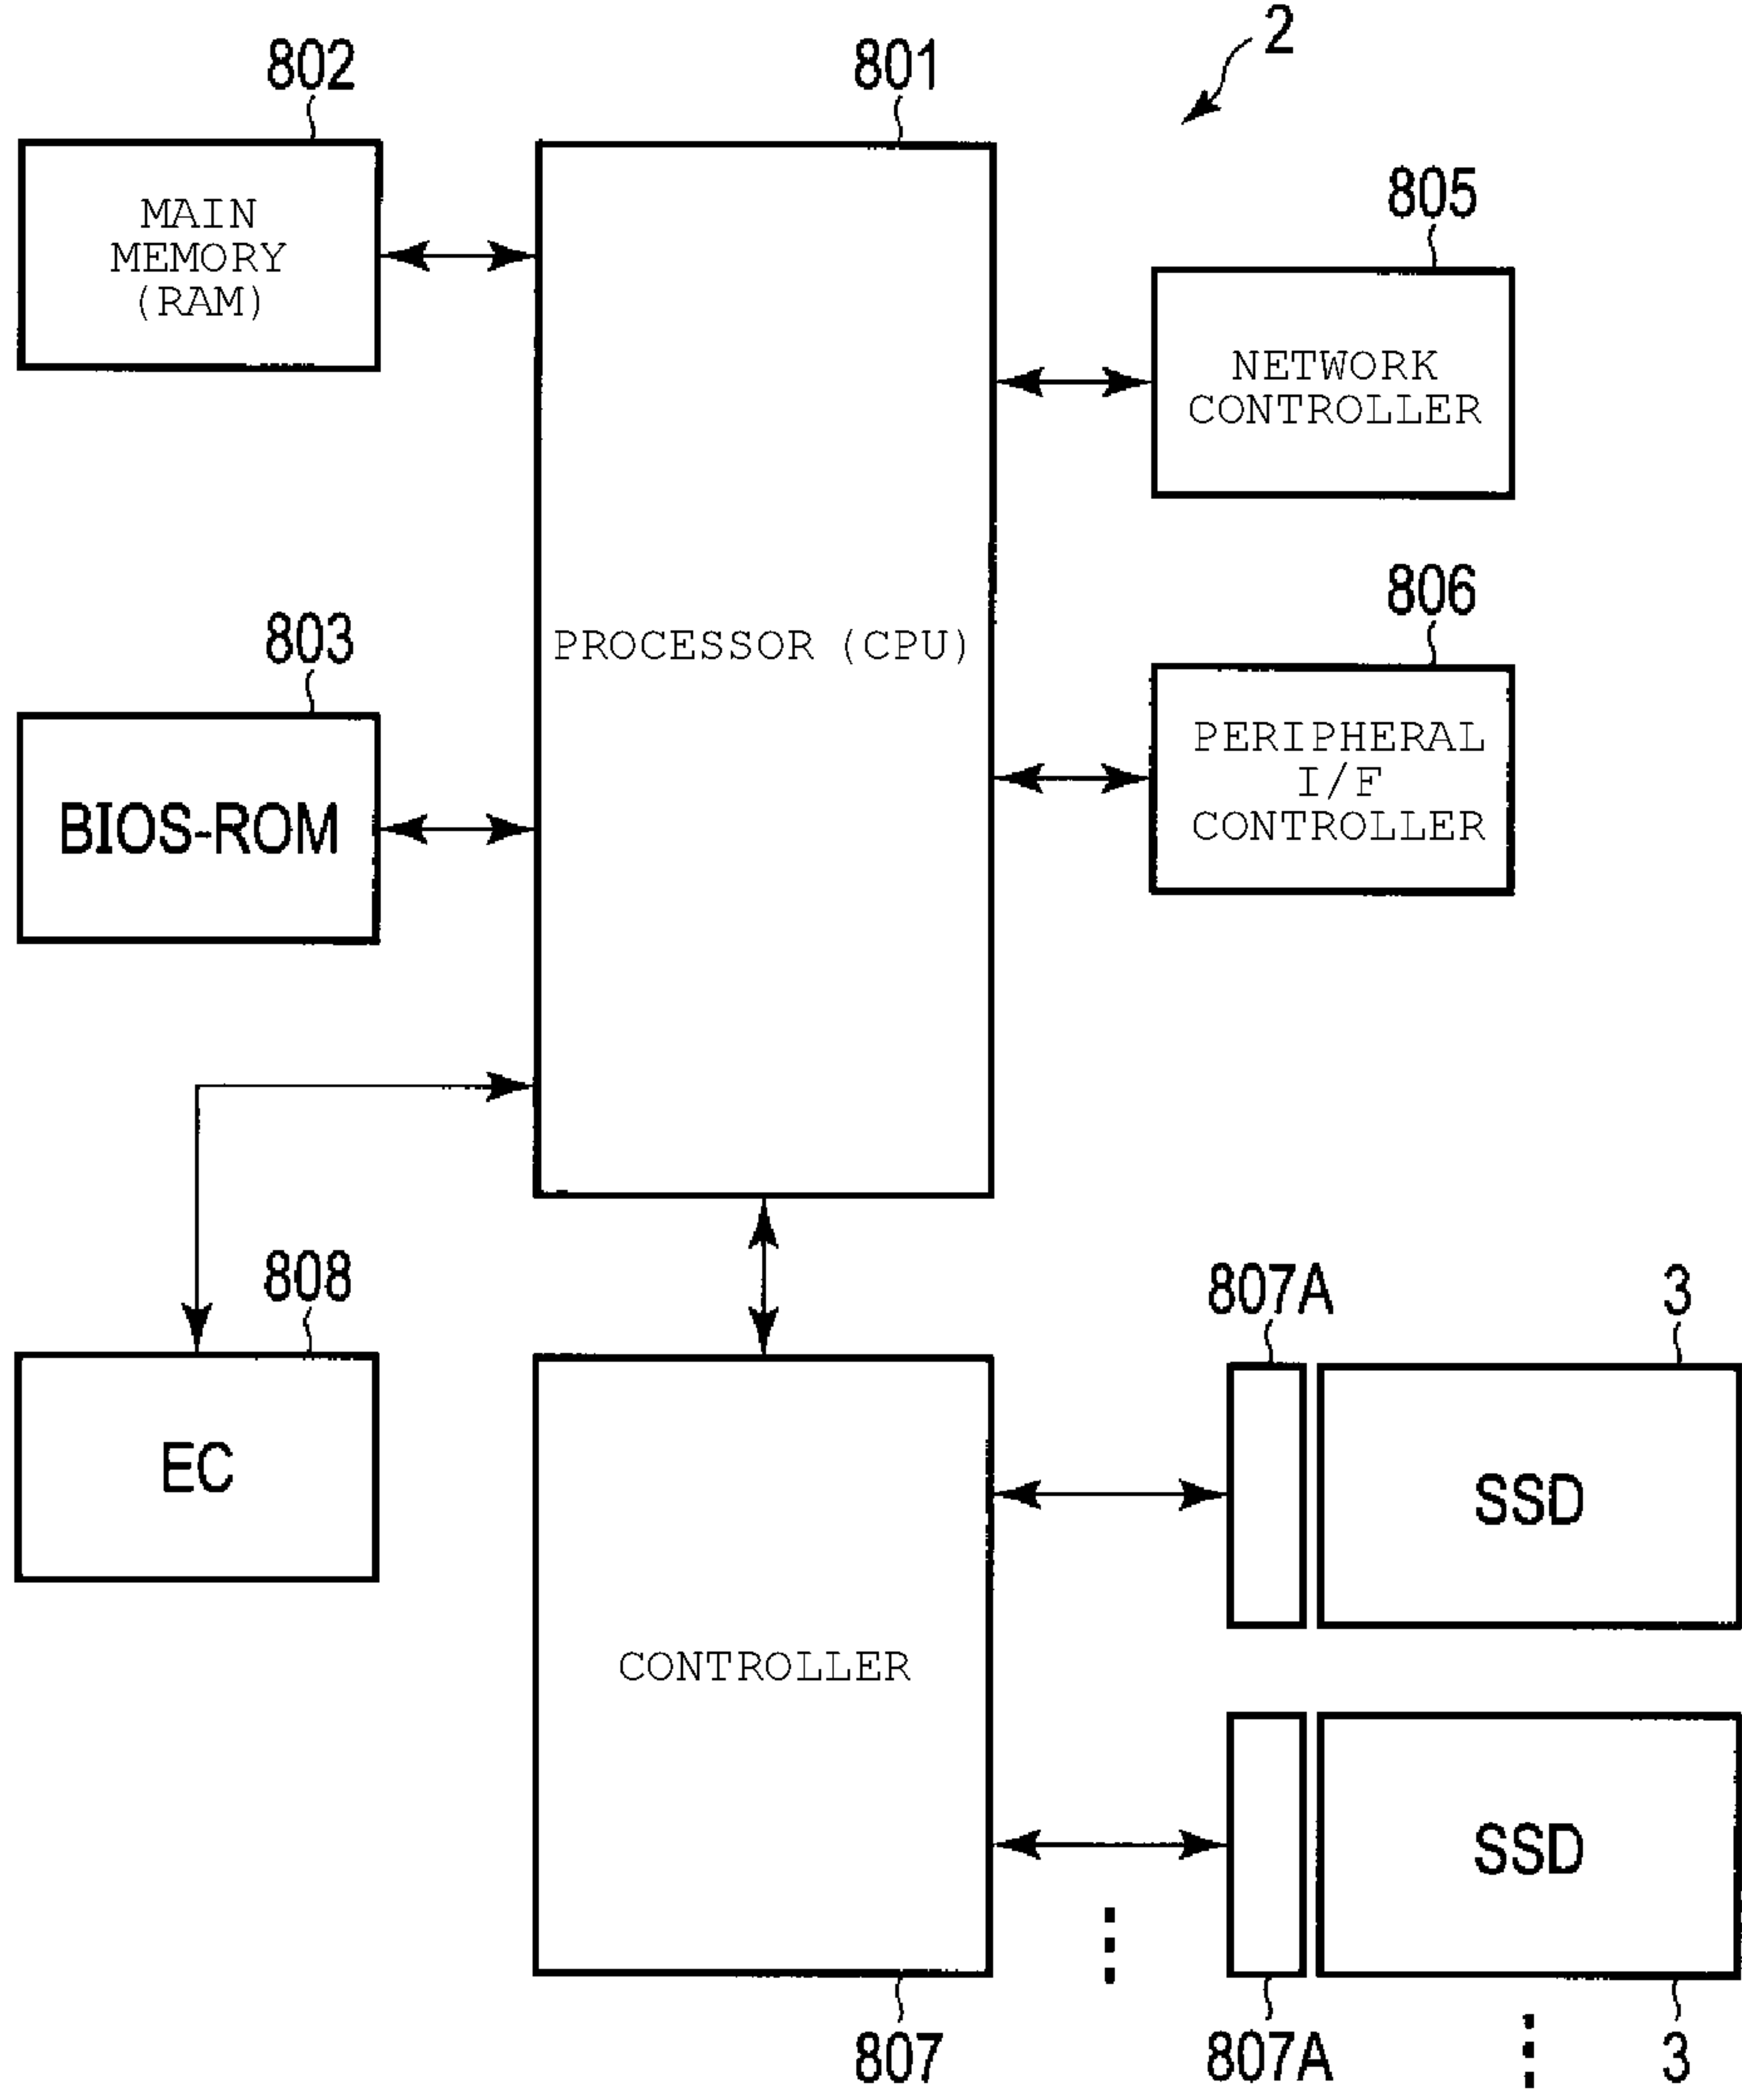 2
802
801
805
MAIN
MEMORY
(RAM)
NETWORK
CONTROLLER
806
803
PROCESSOR (CPU)
PERIPHERAL
I/F
CONTROLLER
BIOS-ROM
808
807A
3
EC
SSD
CONTROLLER
SSD
807
807A
3